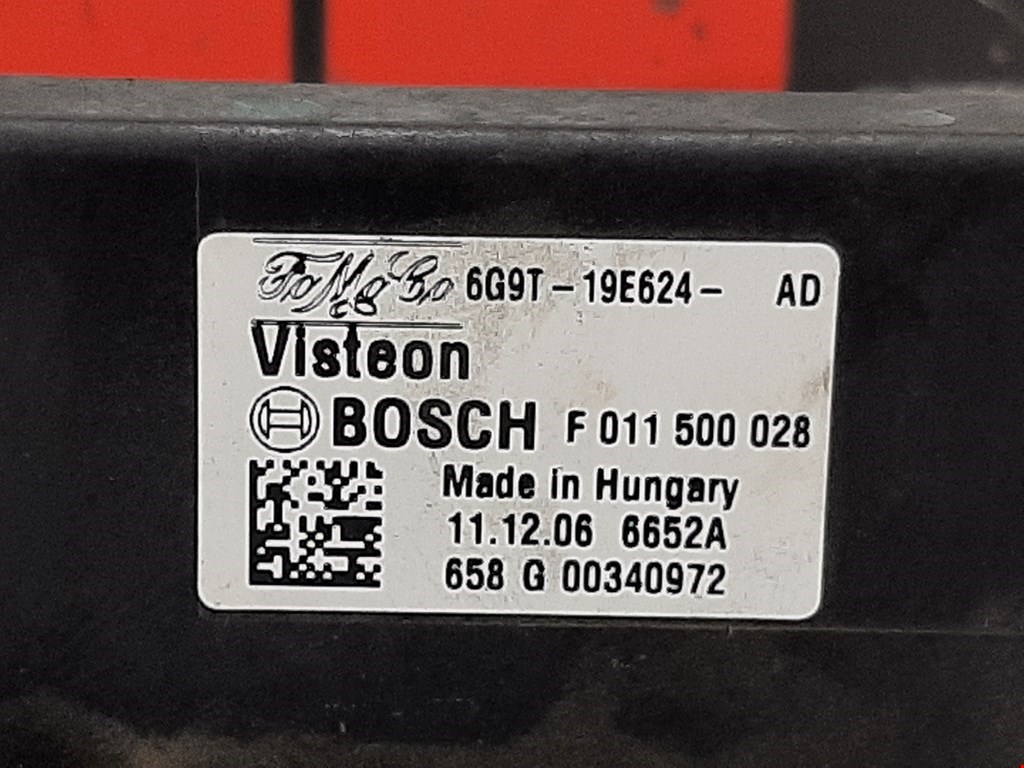 FoMoCo 6G9T - 19E624 - AD
Visteon
BOSCH F 011 500 028
Made in Hungary
11.12.06 6652A
658 G 00340972